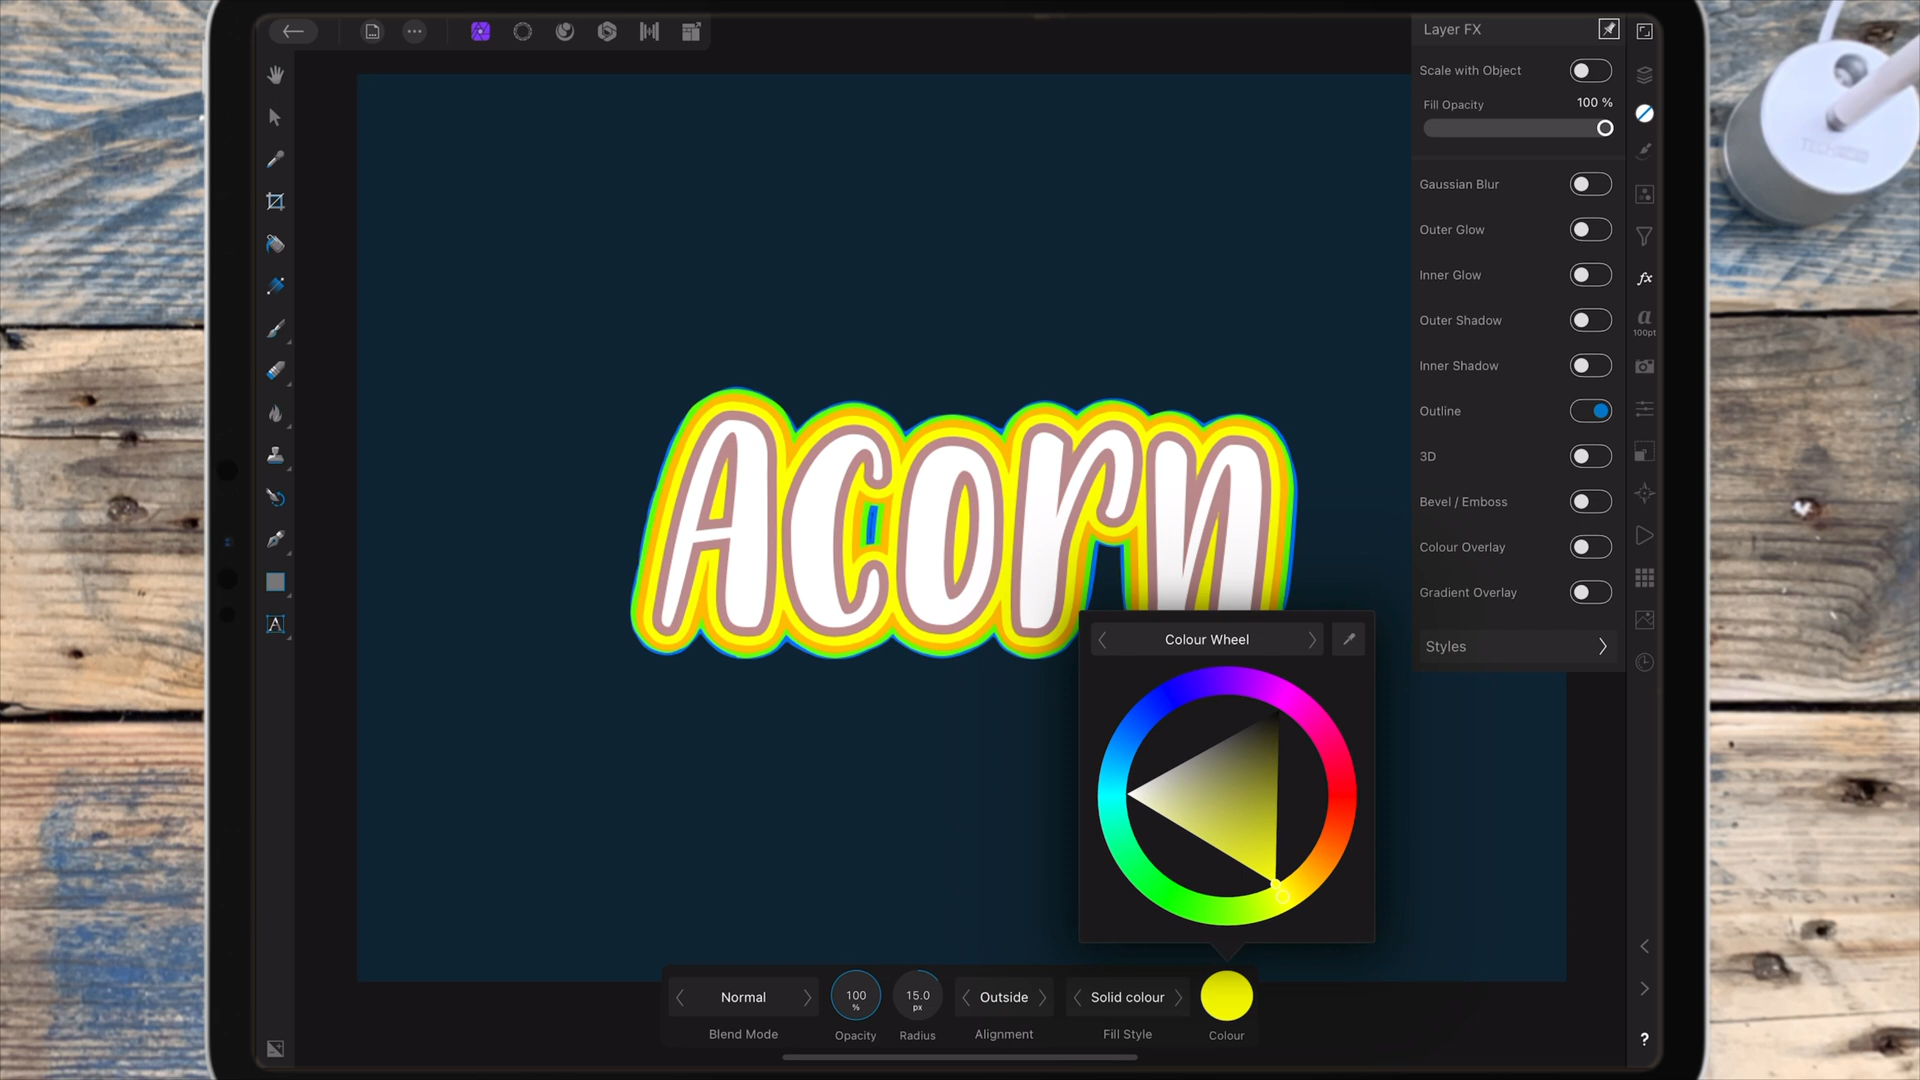 Layer FX
Scale with Object
Fill Opacity 100 %
Gaussian Blur
Outer Glow
Inner Glow
Outer Shadow
Inner Shadow
Outline
3D
Bevel / Emboss
Colour Overlay
Gradient Overlay
Styles
a
100pt
fx
A
Acorn
Colour Wheel
Normal
Blend Mode
100
%
Opacity
15.0
px
Radius
Outside
Alignment
Solid colour
Fill Style
Colour
?